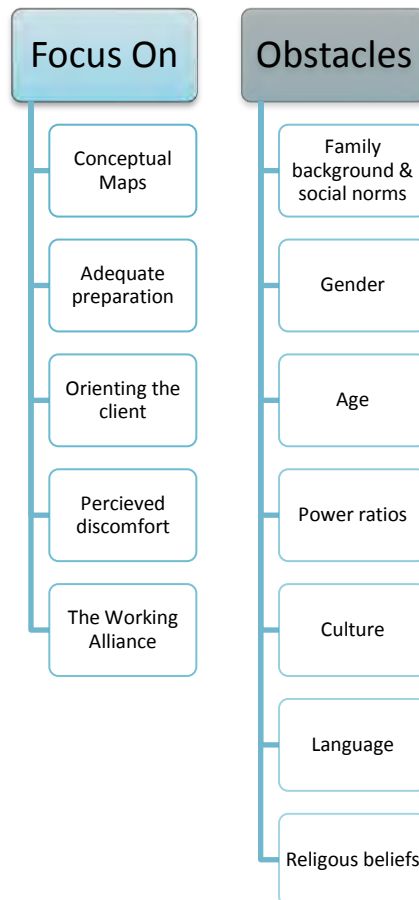 Focus On
Conceptual
Maps
Adequate
preparation
Orienting the
client
Percieved
discomfort
The Working
Alliance
Obstacles
Family
background &
social norms
Gender
Age
Power ratios
Culture
Language
Religous beliefs